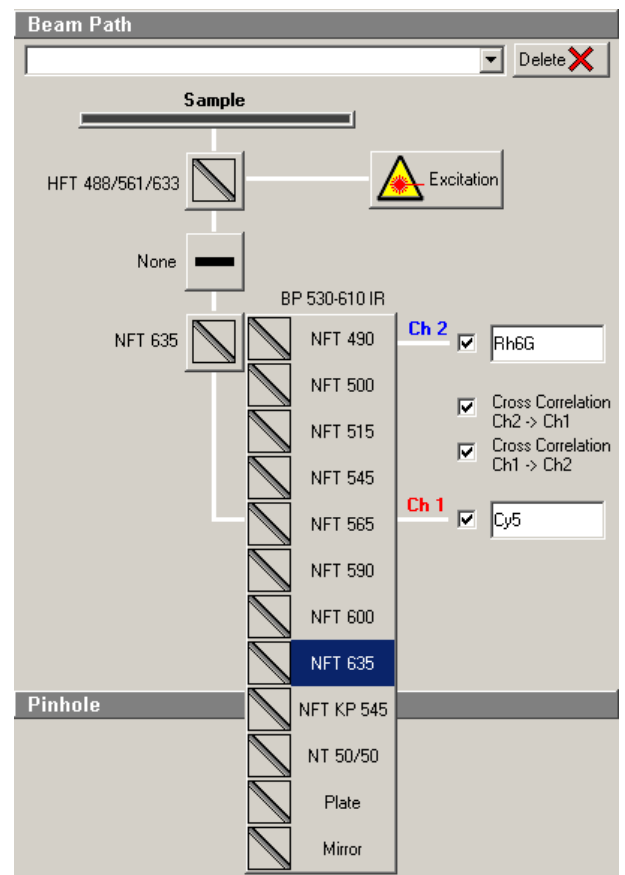 Beam Path
Delete
Sample
HFT 488/561/633
Excitation
None
BP 530-610 IR
NFT 635
NFT 490
Ch 2
Rh6G
NFT 500
Cross Correlation
Ch2 -> Ch1
NFT 515
Cross Correlation
Ch1 -> Ch2
NFT 545
Ch 1
NFT 565
Cy5
NFT 590
NFT 600
NFT 635
Pinhole
NFT KP 545
NT 50/50
Plate
Mirror